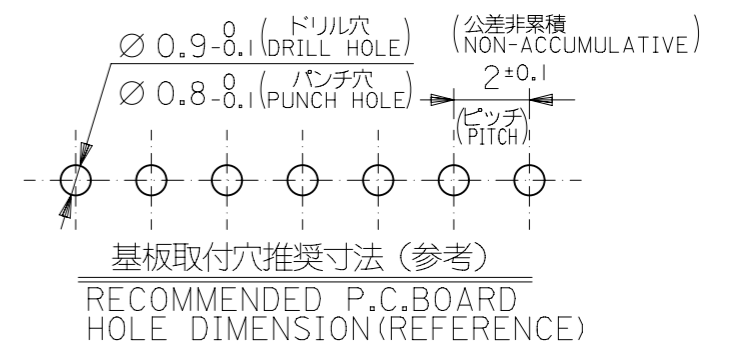 ⌀ 0.9 0 -0.1 (ドリル穴 DRILL HOLE)
⌀ 0.8 0 -0.1 (パンチ穴 PUNCH HOLE)
(公差非累積 NON-ACCUMULATIVE)
2±0.1
(ピッチ PITCH)
基板取付穴推奨寸法 (参考)
RECOMMENDED P.C.BOARD
HOLE DIMENSION(REFERENCE)